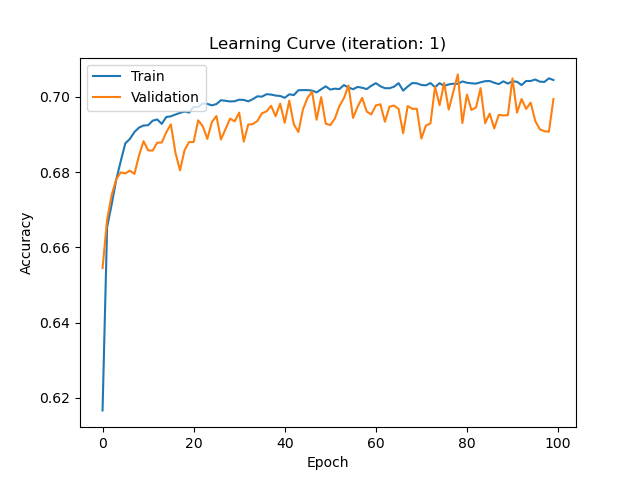 Learning Curve (iteration: 1)
Train
Validation
0.70
0.68
0.66
0.64
0.62
Accuracy
0 20 40 60 80 100
Epoch